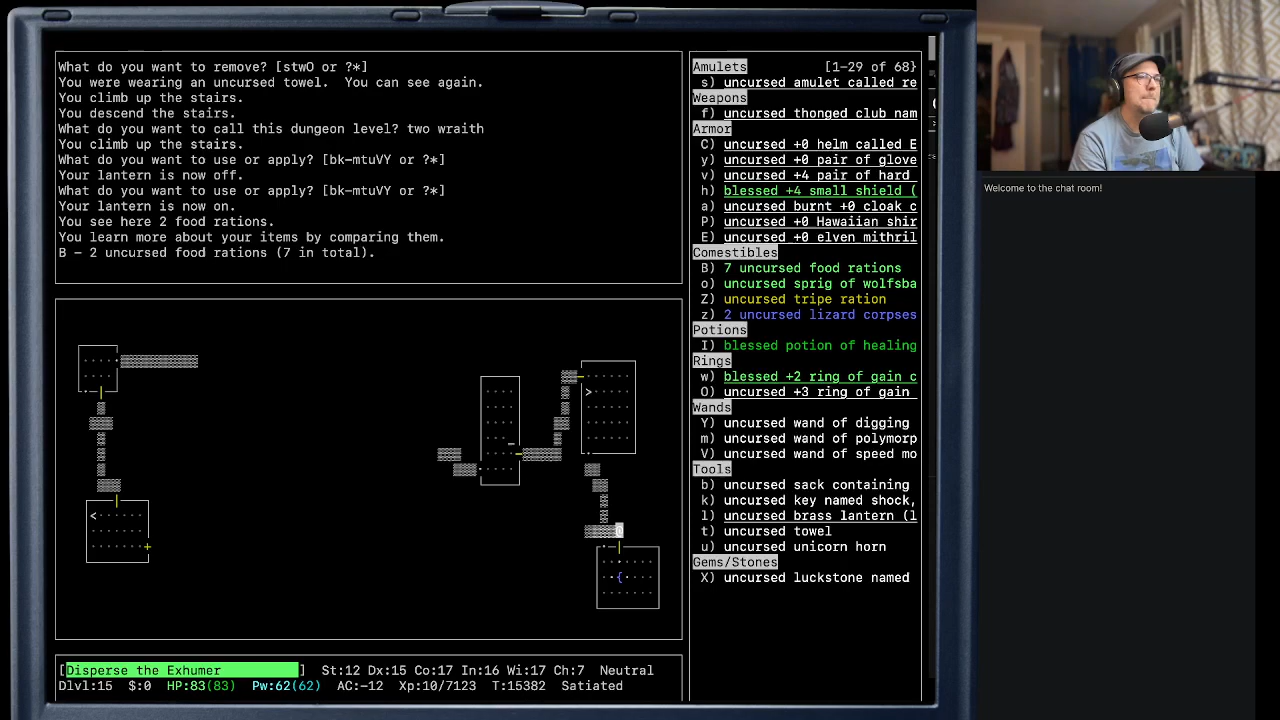 What do you want to remove? [stwO or ?*]
You were wearing an uncursed towel.  You can see again.
You climb up the stairs.
You descend the stairs.
What do you want to call this dungeon level? two wraith
You climb up the stairs.
What do you want to use or apply? [bk-mtuVY or ?*]
Your lantern is now off.
What do you want to use or apply? [bk-mtuVY or ?*]
Your lantern is now on.
You see here 2 food rations.
You learn more about your items by comparing them.
B - 2 uncursed food rations (7 in total).
Amulets [1-29 of 68}
s) uncursed amulet called re
Weapons
f) uncursed thonged club nam
Armor
C) uncursed +0 helm called E
y) uncursed +0 pair of glove
v) uncursed +4 pair of hard
h) blessed +4 small shield (
a) uncursed burnt +0 cloak c
P) uncursed +0 Hawaiian shir
E) uncursed +0 elven mithril
Comestibles
B) 7 uncursed food rations
o) uncursed sprig of wolfsba
Z) uncursed tripe ration
z) 2 uncursed lizard corpses
Potions
I) blessed potion of healing
Rings
w) blessed +2 ring of gain c
O) uncursed +3 ring of gain
Wands
Y) uncursed wand of digging
m) uncursed wand of polymorp
V) uncursed wand of speed mo
Tools
b) uncursed sack containing
k) uncursed key named shock,
l) uncursed brass lantern (l
t) uncursed towel
u) uncursed unicorn horn
Gems/Stones
X) uncursed luckstone named
[Disperse the Exhumer] St:12 Dx:15 Co:17 In:16 Wi:17 Ch:7 Neutral
Dlvl:15 $:0 HP:83(83) Pw:62(62) AC:-12 Xp:10/7123 T:15382 Satiated
Welcome to the chat room!